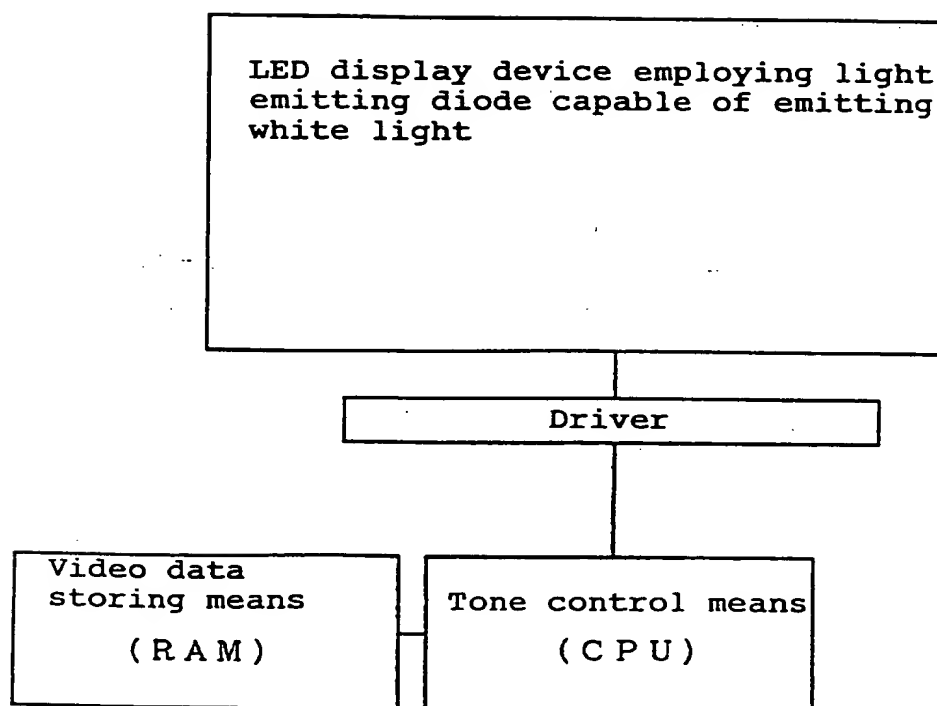 LED display device employing light
emitting diode capable of emitting
white light
Driver
Video data
storing means
(RAM)
Tone control means
(CPU)